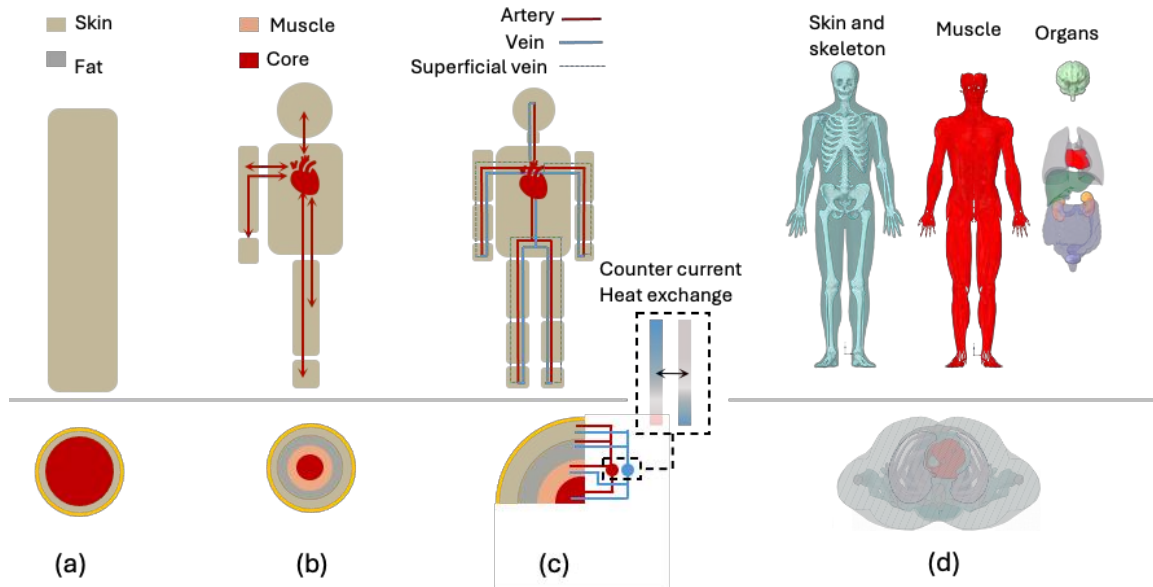 Skin
Fat
Muscle
Core
Artery
Vein
Superficial vein
Counter current
Heat exchange
Skin and
skeleton
Muscle
Organs
(a)
(b)
(c)
(d)